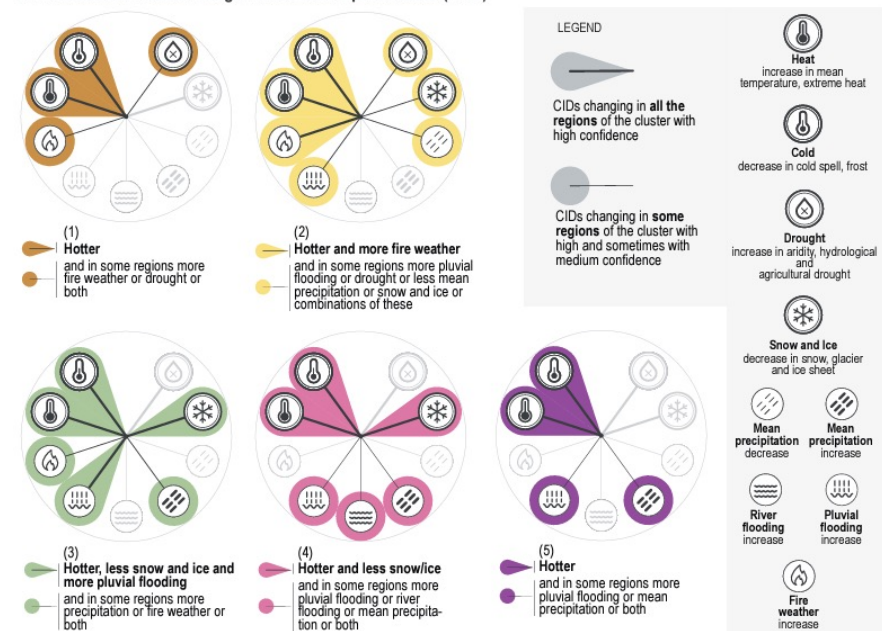 (1)
Hotter
and in some regions more
fire weather or drought or
both
(2)
Hotter and more fire weather
and in some regions more pluvial
flooding or drought or less mean
precipitation or snow and ice or
combinations of these
LEGEND
CIDs changing in all the
regions of the cluster with
high confidence
CIDs changing in some
regions of the cluster with
high and sometimes with
medium confidence
Heat
increase in mean
temperature, extreme heat
Cold
decrease in cold spell, frost
Drought
increase in aridity, hydrological
and
agricultural drought
Snow and Ice
decrease in snow, glacier
and ice sheet
Mean
precipitation
decrease
Mean
precipitation
increase
River
flooding
increase
Pluvial
flooding
increase
Fire
weather
increase
(3)
Hotter, less snow and ice and
more pluvial flooding
and in some regions more
precipitation or fire weather or
both
(4)
Hotter and less snow/ice
and in some regions more
pluvial flooding or river
flooding or mean precipita-
tion or both
(5)
Hotter
and in some regions more
pluvial flooding or mean
precipitation or both